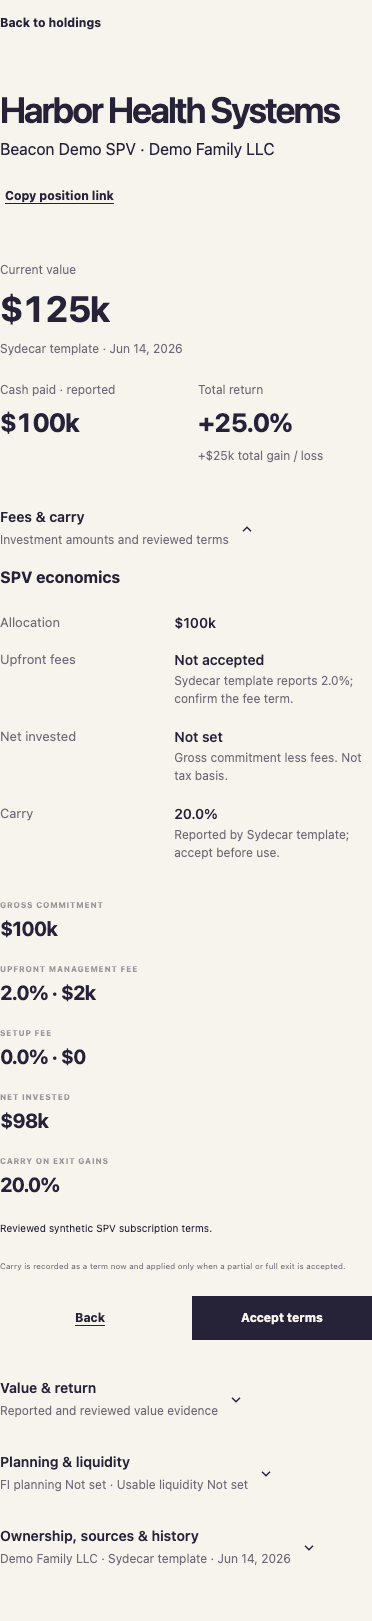 Back to holdings
Harbor Health Systems
Beacon Demo SPV · Demo Family LLC
Copy position link
Current value
$125k
Sydecar template · Jun 14, 2026
Cash paid · reported
$100k
Total return
+25.0%
+$25k total gain / loss
Fees & carry
Investment amounts and reviewed terms
SPV economics
Allocation
$100k
Upfront fees
Not accepted
Sydecar template reports 2.0%;
confirm the fee term.
Net invested
Not set
Gross commitment less fees. Not
tax basis.
Carry
20.0%
Reported by Sydecar template;
accept before use.
GROSS COMMITMENT
$100k
UPFRONT MANAGEMENT FEE
2.0% · $2k
SETUP FEE
0.0% · $0
NET INVESTED
$98k
CARRY ON EXIT GAINS
20.0%
Reviewed synthetic SPV subscription terms.
Carry is recorded as a term now and applied only when a partial or full exit is accepted.
Back
Accept terms
Value & return
Reported and reviewed value evidence
Planning & liquidity
FI planning Not set · Usable liquidity Not set
Ownership, sources & history
Demo Family LLC · Sydecar template · Jun 14, 2026